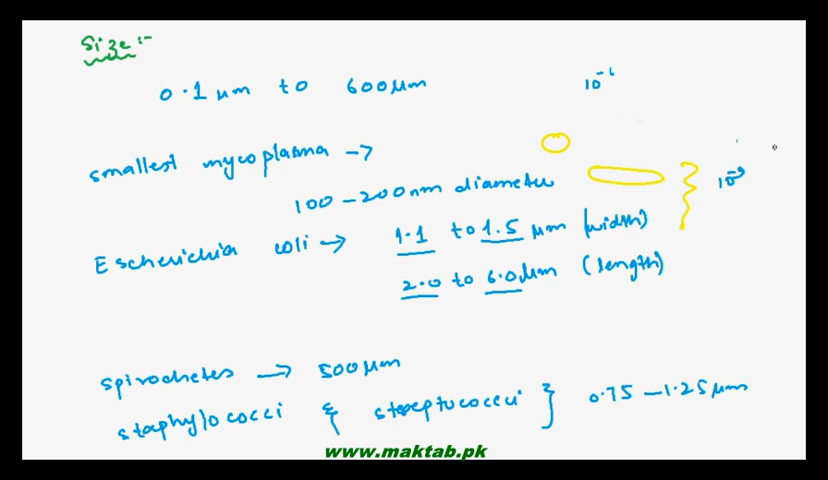 Size :-
0.1 μm to 600μm
10⁻⁶
smallest mycoplasma →
100 - 200nm diameter
10⁻⁹
Escherichia coli → 1.1 to 1.5 μm (width)
2.0 to 6.0μm (length)
spirochetes → 500μm
staphylococci & streptococci } 0.75 - 1.25μm
www.maktab.pk